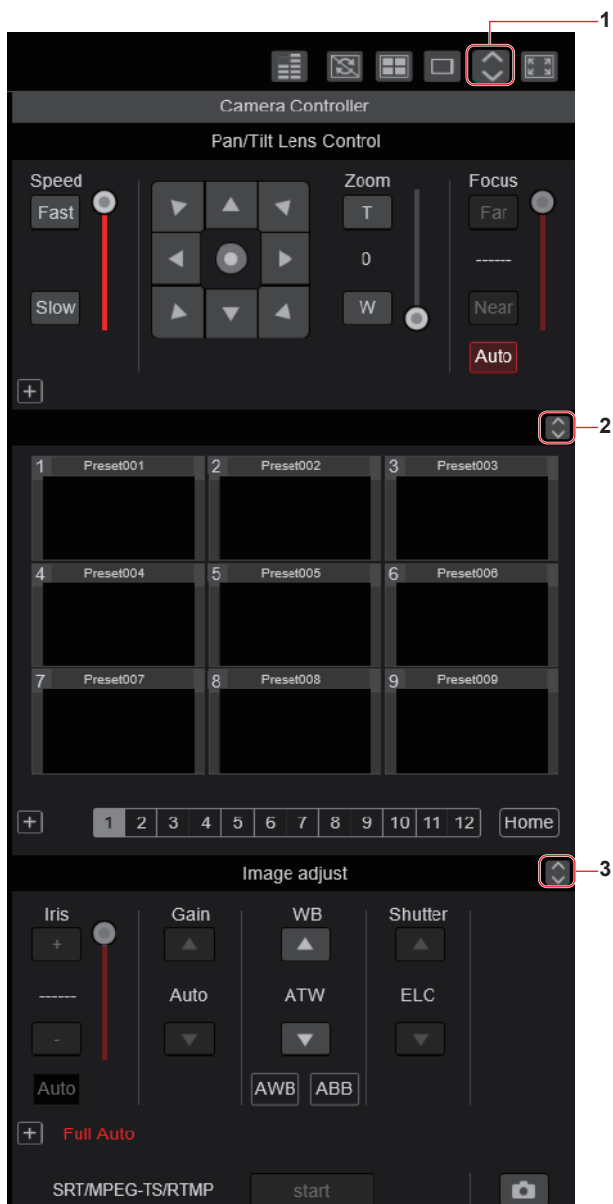 1
Camera Controller
Pan/Tilt Lens Control
Speed Zoom Focus
Fast T Far
0 ------
Slow W Near
Auto
+
2
1 Preset001 2 Preset002 3 Preset003
4 Preset004 5 Preset005 6 Preset006
7 Preset007 8 Preset008 9 Preset009
+ 1 2 3 4 5 6 7 8 9 10 11 12 Home
Image adjust 3
Iris Gain WB Shutter
+
------ Auto ATW ELC
-
Auto AWB ABB
+ Full Auto
SRT/MPEG-TS/RTMP start